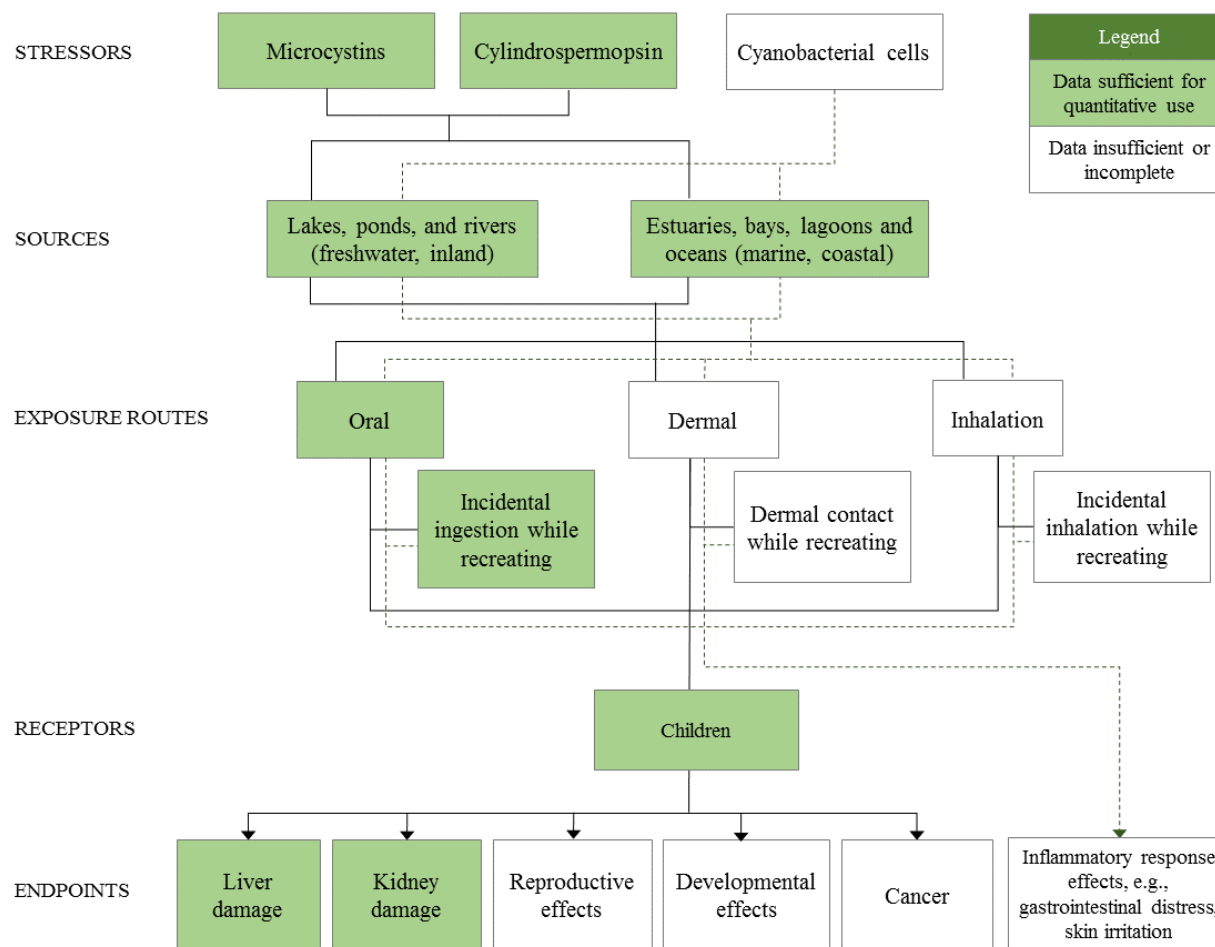 STRESSORS
Microcystins
Cylindrospermopsin
Cyanobacterial cells
Legend
Data sufficient for
quantitative use
Data insufficient or
incomplete
SOURCES
Lakes, ponds, and rivers
(freshwater, inland)
Estuaries, bays, lagoons and
oceans (marine, coastal)
EXPOSURE ROUTES
Oral
Dermal
Inhalation
Incidental
ingestion while
recreating
Dermal contact
while recreating
Incidental
inhalation while
recreating
RECEPTORS
Children
ENDPOINTS
Liver
damage
Kidney
damage
Reproductive
effects
Developmental
effects
Cancer
Inflammatory response
effects, e.g.,
gastrointestinal distress,
skin irritation